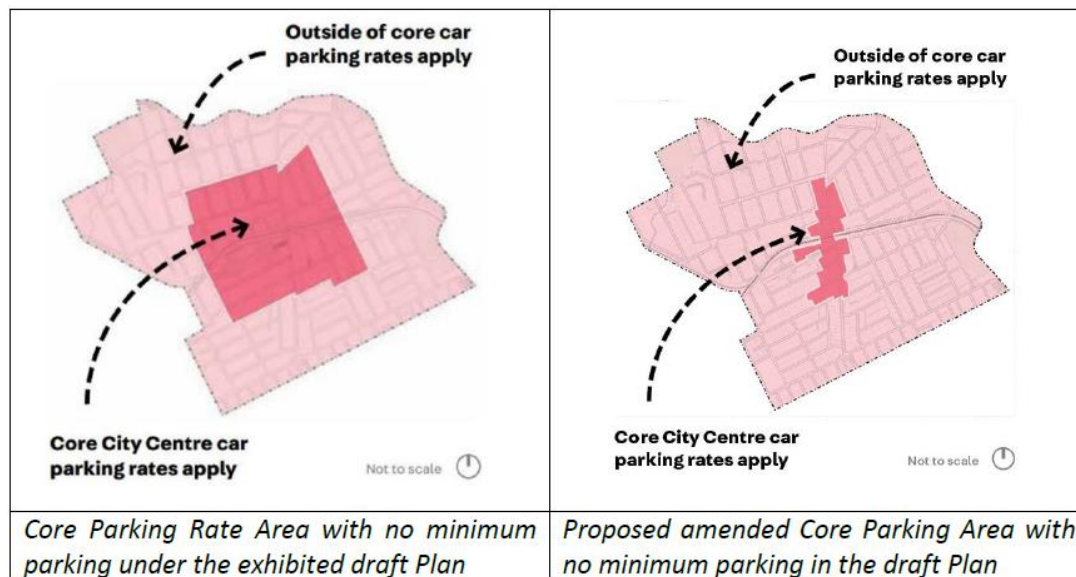 Outside of core car
parking rates apply
Core City Centre car
parking rates apply
Not to scale
Core Parking Rate Area with no minimum
parking under the exhibited draft Plan
Outside of core car
parking rates apply
Core City Centre car
parking rates apply
Not to scale
Proposed amended Core Parking Area with
no minimum parking in the draft Plan